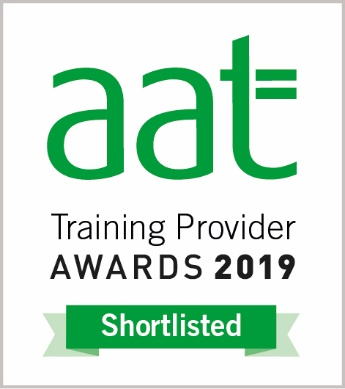 aat
Training Provider
AWARDS 2019
Shortlisted